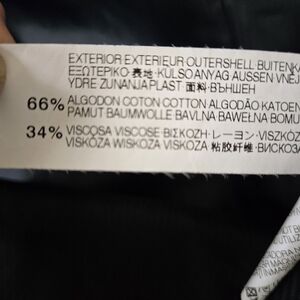 EXTERIOR EXTERIEUR OUTERSHELL BUITENKA
ΕΞΩΤΕΡΙΚΟ 表地 KÜLSO ANYAG AUSSEN VNEJ
YDRE ZUNANJA PLAST 面料 ВЪНШЕН
66% ALGODON COTON COTTON ALGODÃO KATOEN
PAMUT BAUMWOLLE BAVLNA BAWEŁNA BOMU
34% VISCOSA VISCOSE ΒΙΣΚΟΖΗ レーヨン VISZKÓZ
VISKÓZA WISKOZA VISKOZA 粘胶纤维 ВИСКОЗА